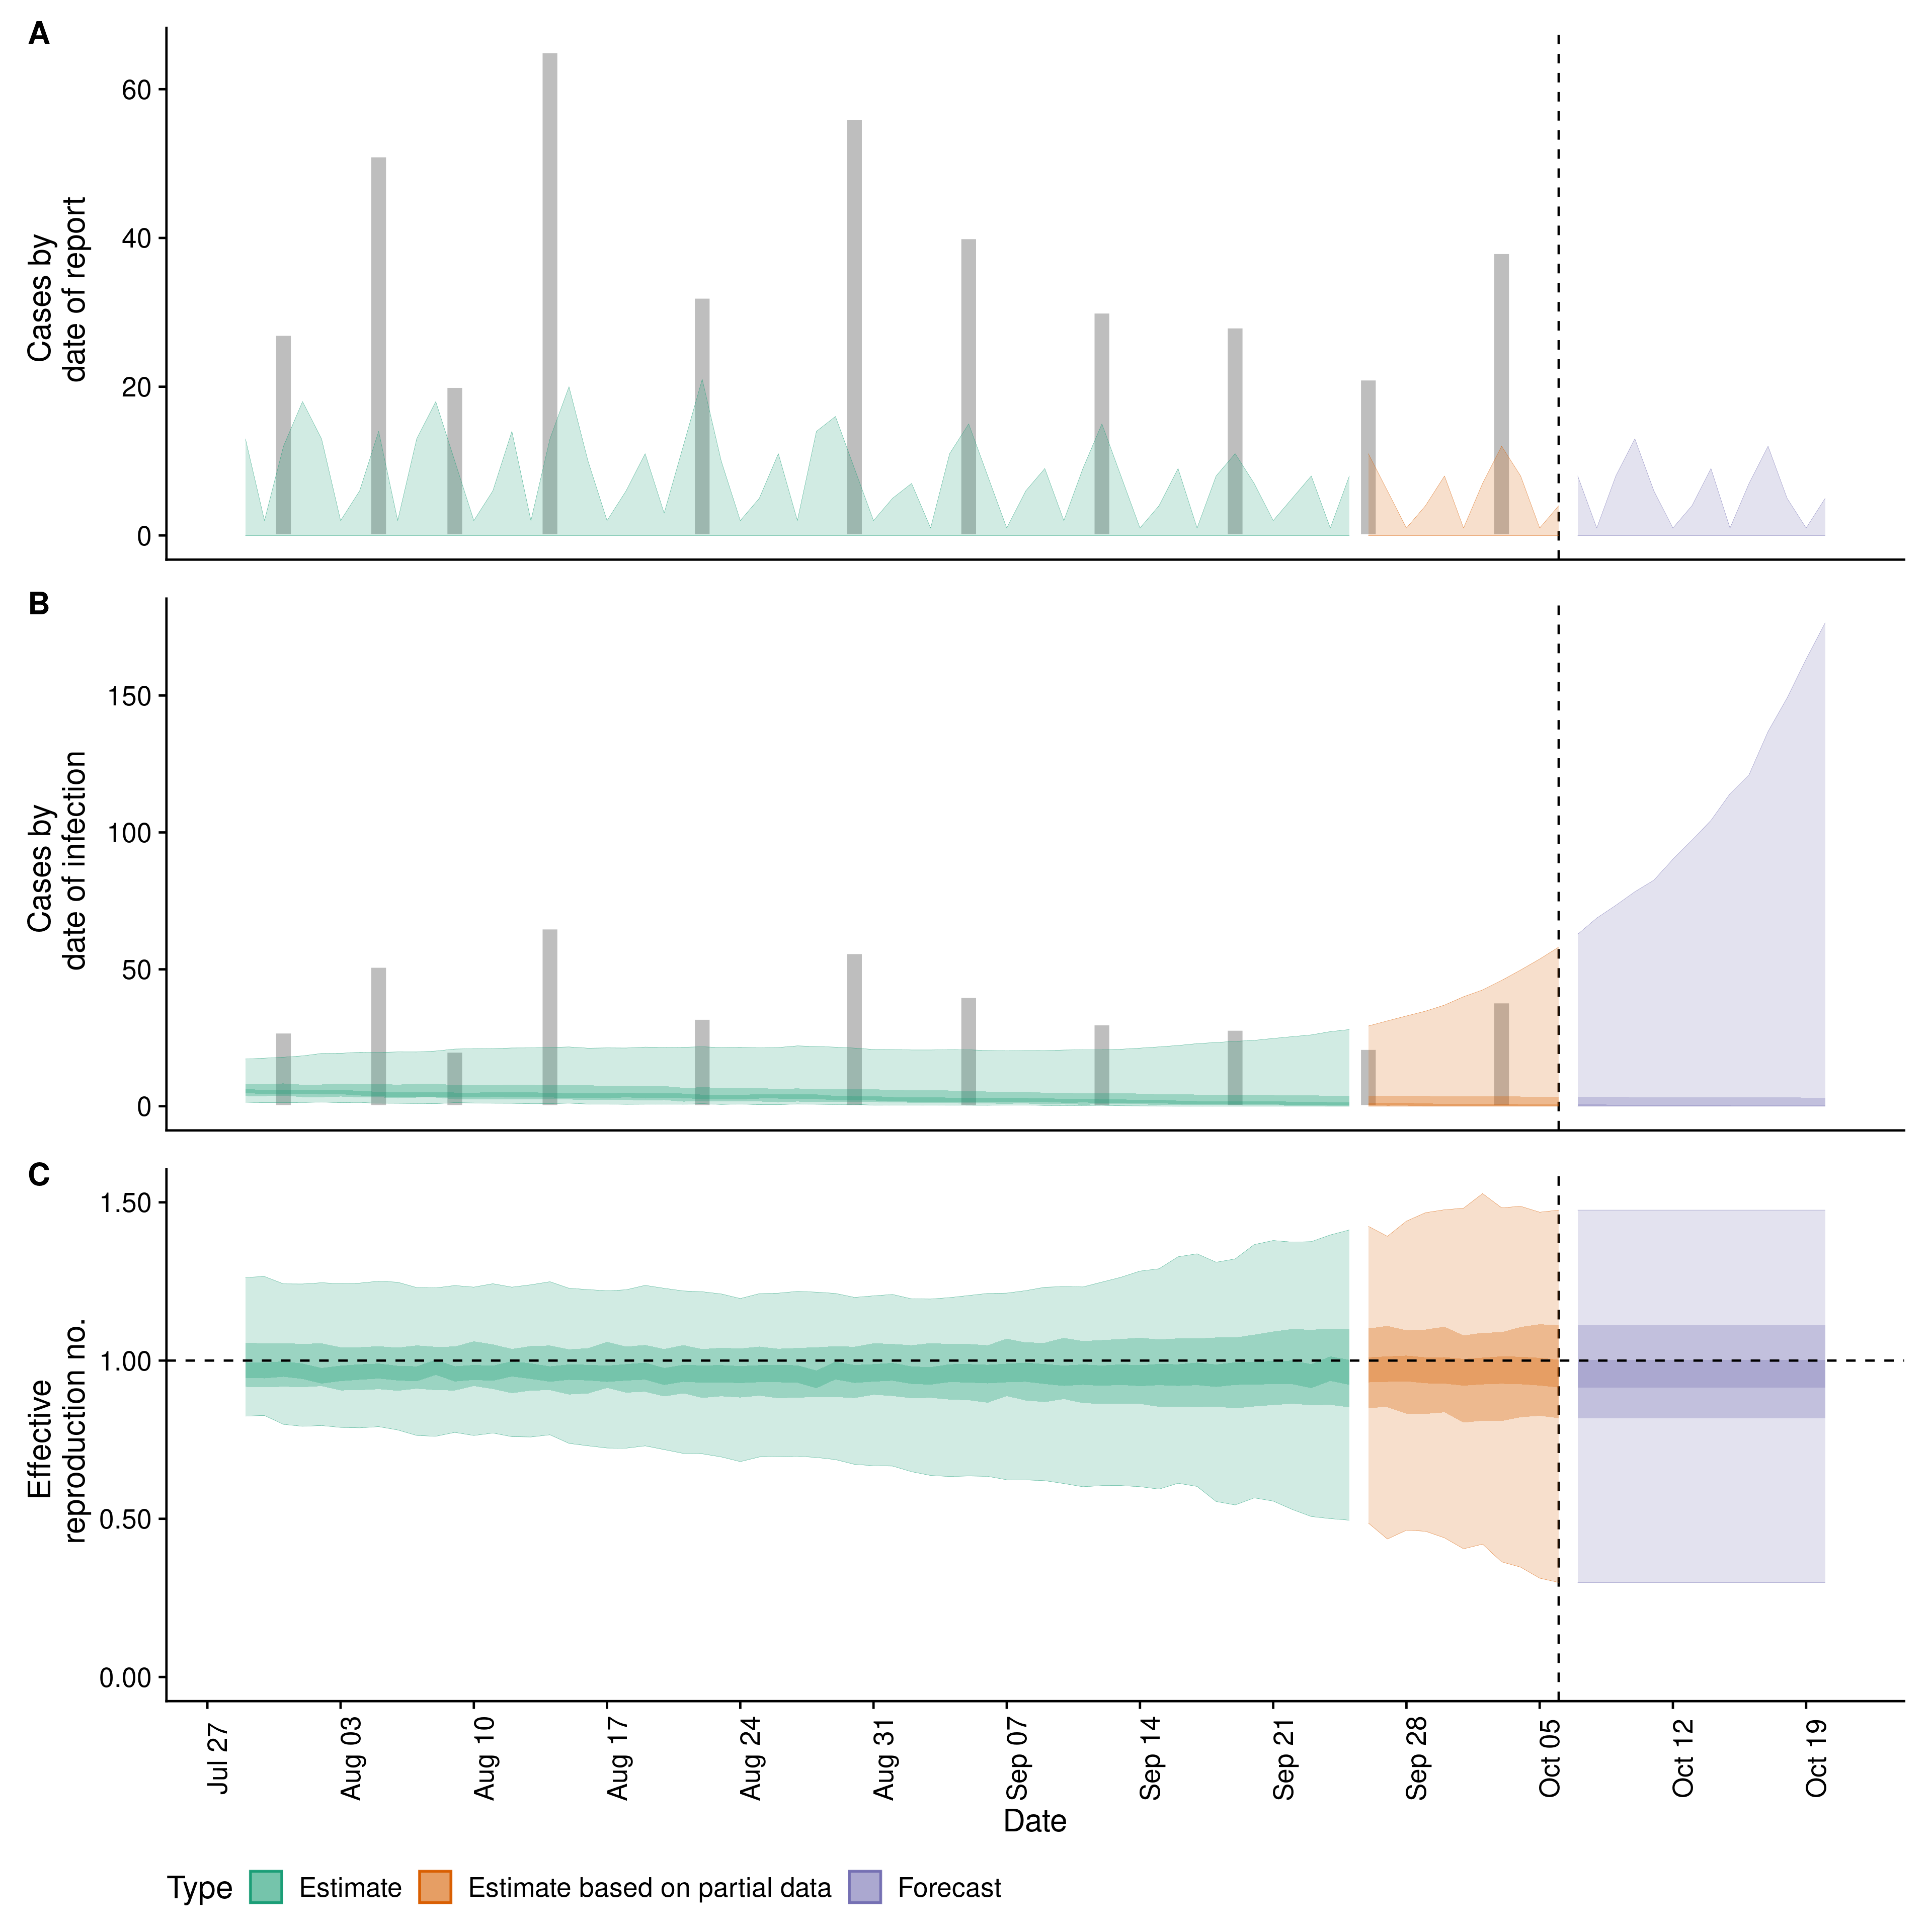 A
60
40
20
0
Cases by
date of report
B
150
100
50
0
Cases by
date of infection
C
1.50
1.00
0.50
0.00
Effective
reproduction no.
Jul 27
Aug 03
Aug 10
Aug 17
Aug 24
Aug 31
Sep 07
Sep 14
Sep 21
Sep 28
Oct 05
Oct 12
Oct 19
Date
Type Estimate Estimate based on partial data Forecast